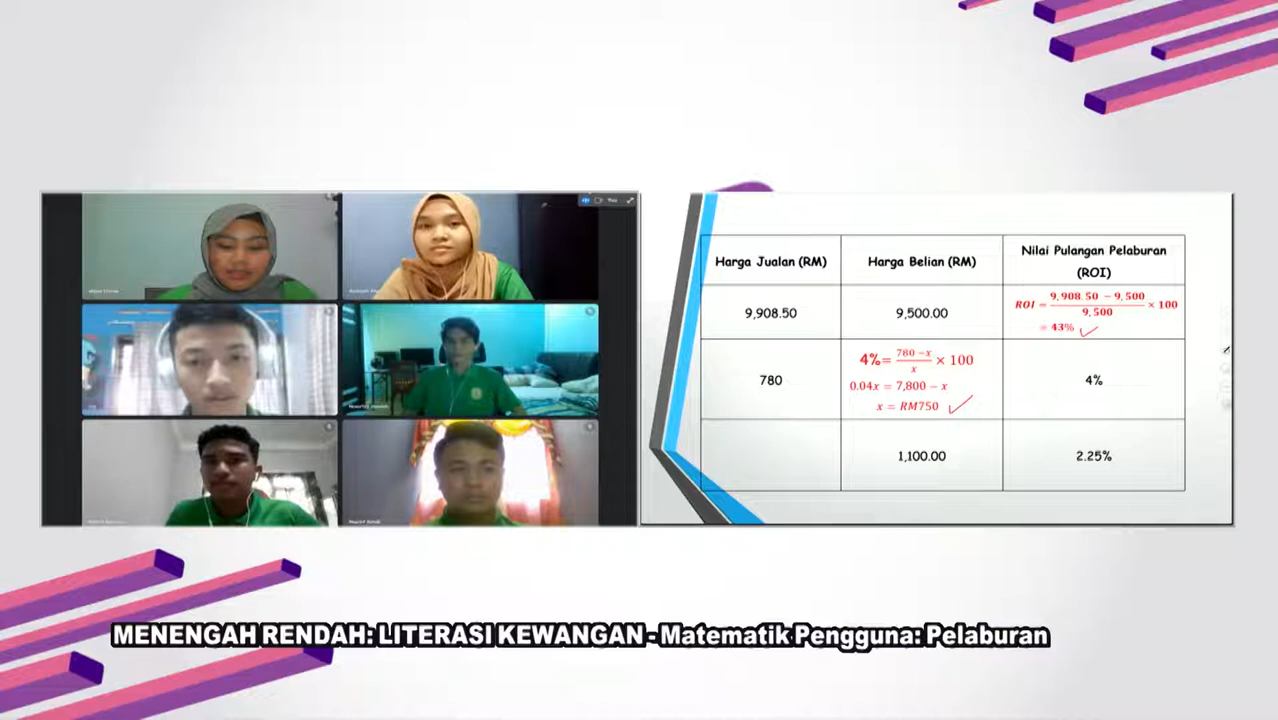 You
Harga Jualan (RM)
Harga Belian (RM)
Nilai Pulangan Pelaburan
(ROI)
9,908.50
9,500.00
ROI = 9,908.50 − 9,500 / 9,500 × 100
= 43%
780
4%= 780 − x / x × 100
0.04x = 7,800 − x
x = RM750
4%
1,100.00
2.25%
MENENGAH RENDAH: LITERASI KEWANGAN - Matematik Pengguna: Pelaburan